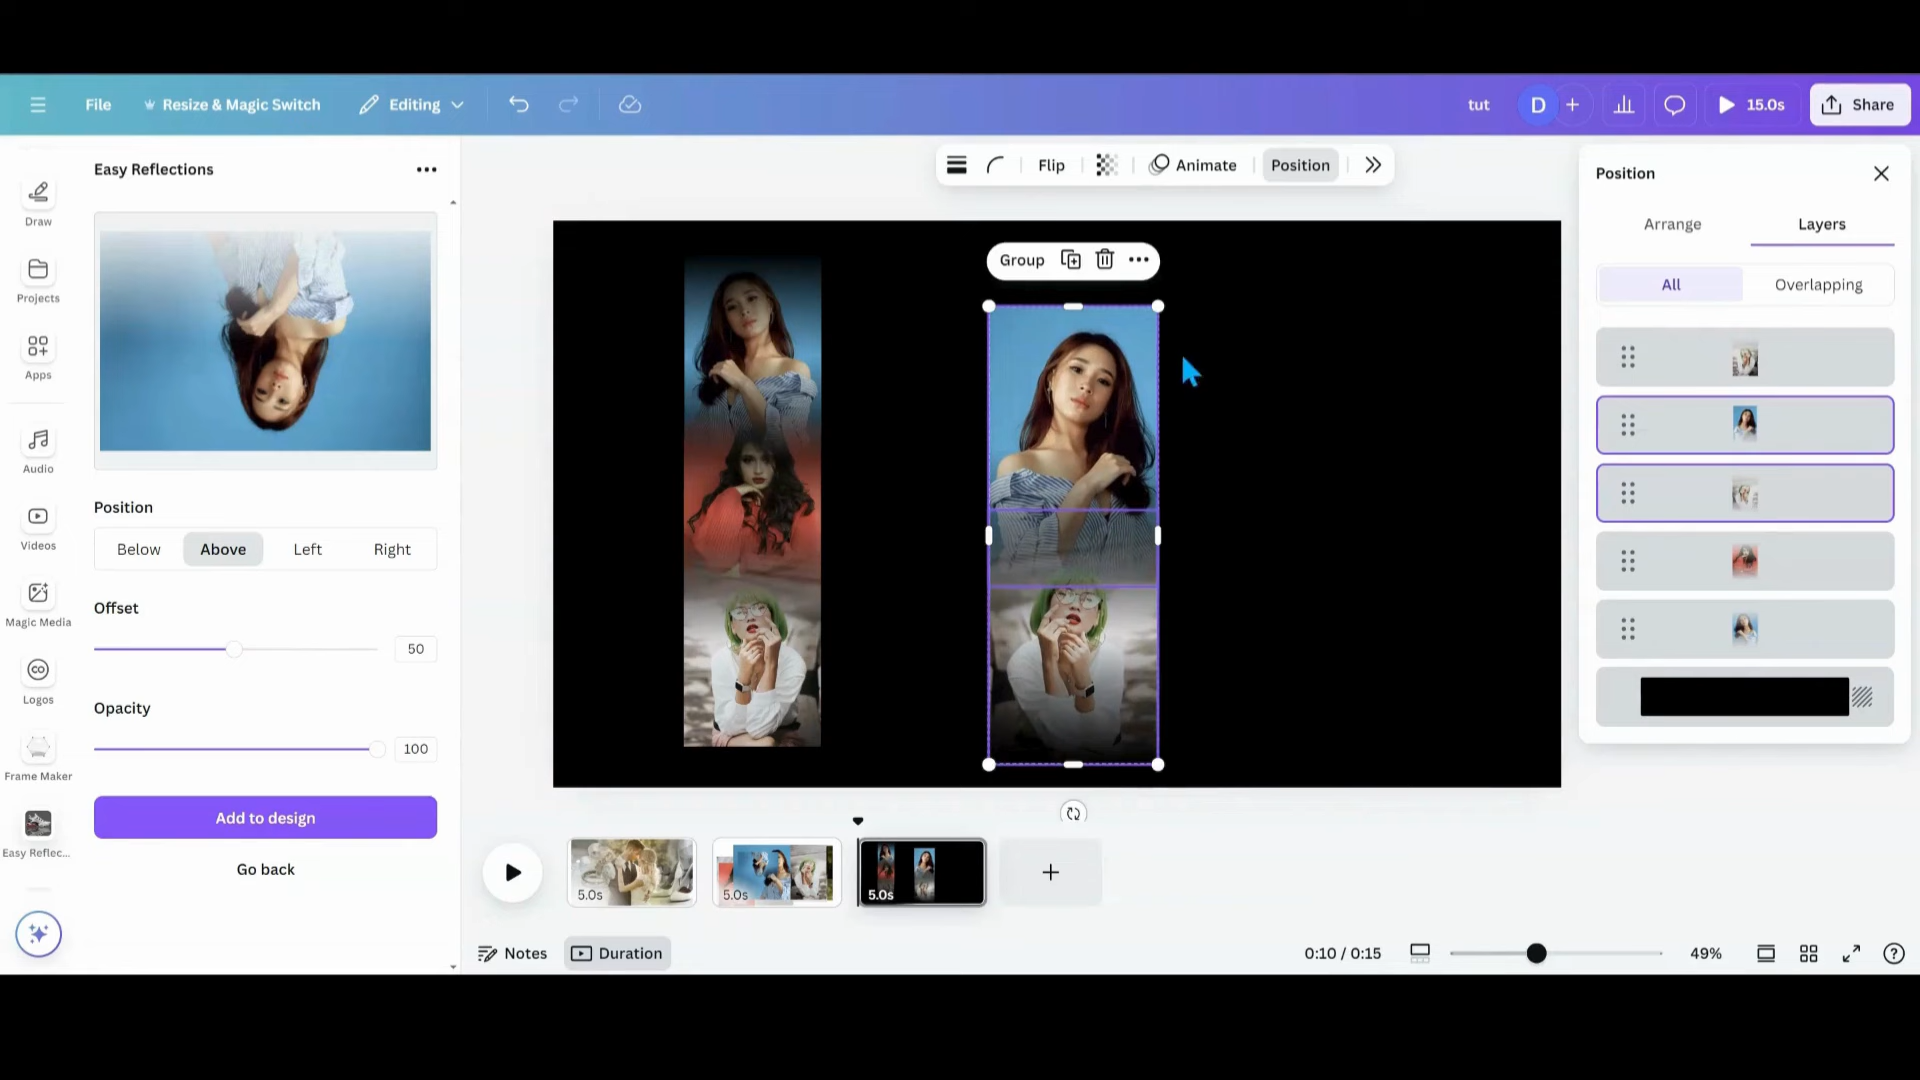 File
Resize & Magic Switch
Editing
tut
D
15.0s
Share
Draw
Projects
Apps
Audio
Videos
Magic Media
Logos
Frame Maker
Easy Reflec...
Easy Reflections
Position
Below
Above
Left
Right
Offset
50
Opacity
100
Add to design
Go back
Flip
Animate
Position
Group
Position
Arrange
Layers
All
Overlapping
5.0s
5.0s
5.0s
Notes
Duration
0:10 / 0:15
49%